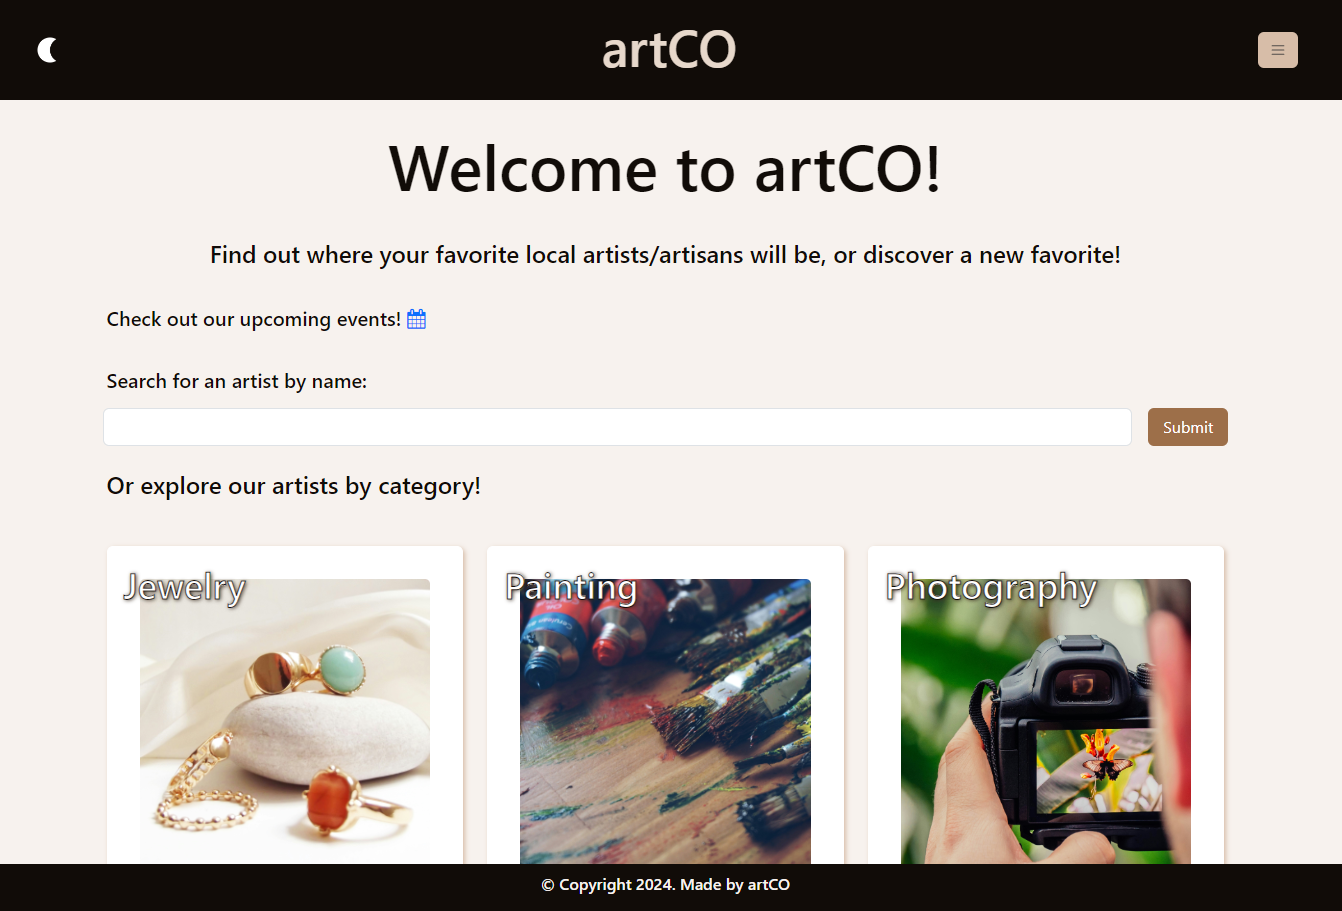 artCO
Welcome to artCO!
Find out where your favorite local artists/artisans will be, or discover a new favorite!
Check out our upcoming events!
Search for an artist by name:
Submit
Or explore our artists by category!
Jewelry
Painting
Photography
© Copyright 2024. Made by artCO